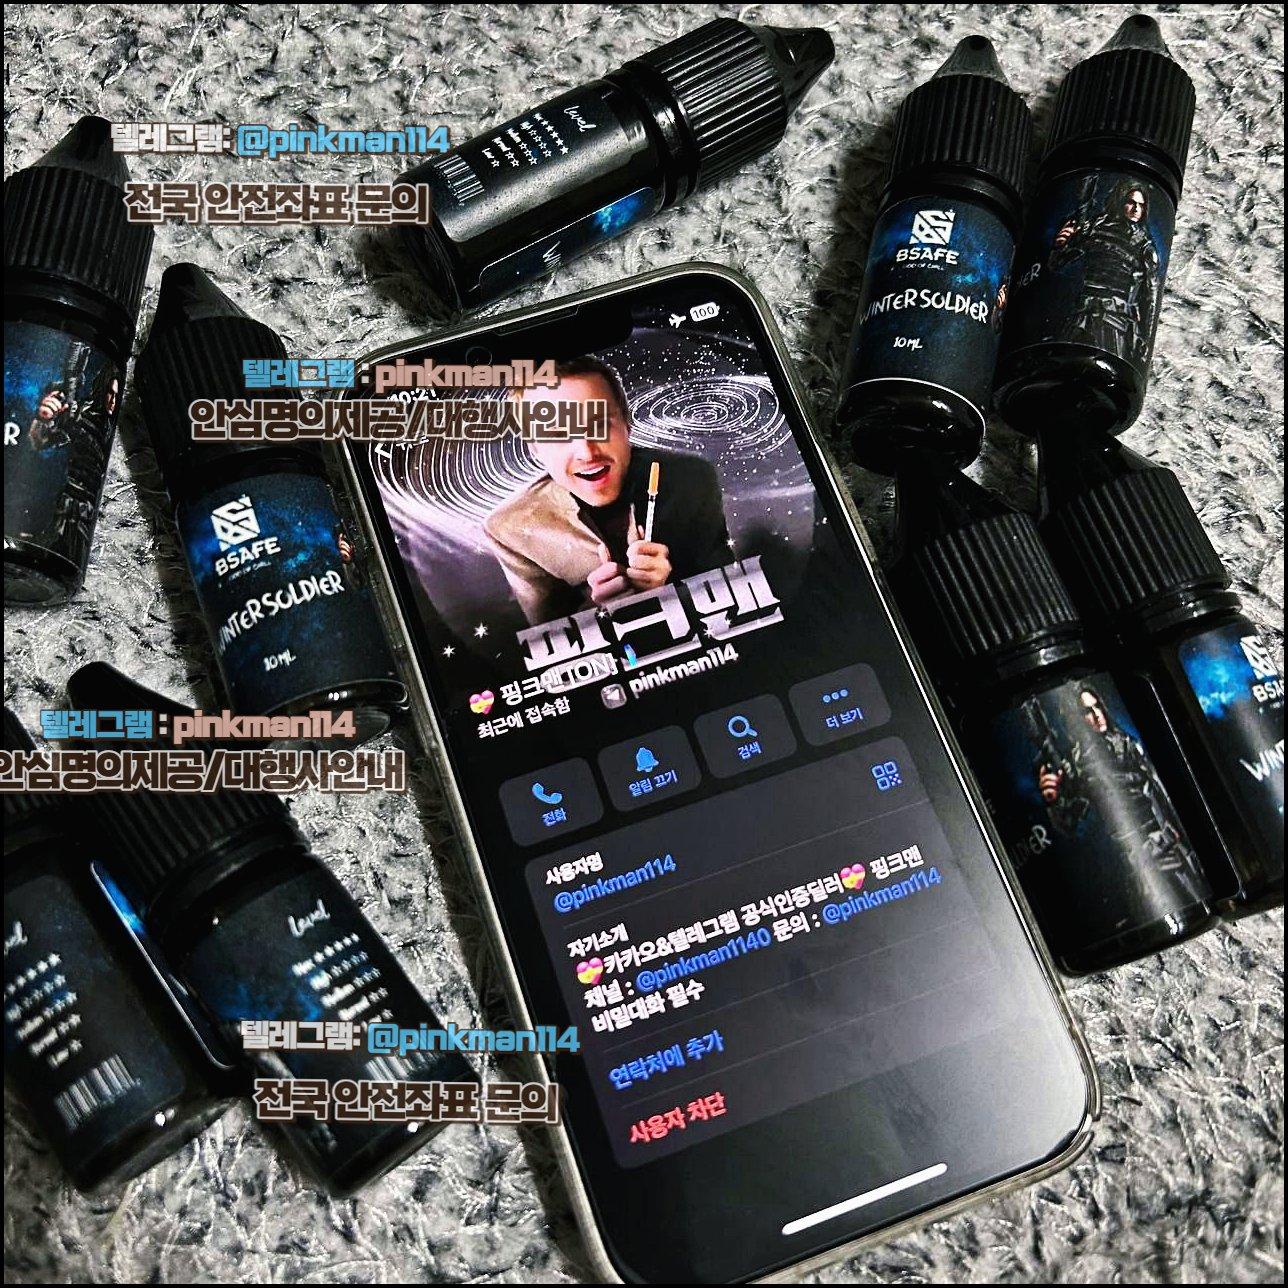 텔레그램: @pinkman114
전국 안전좌표 문의
Level
BSAFE
WINTER SOLDIER
10ML
텔레그램 : pinkman114
안심명의제공/대행사안내
10:27
100
BSAFE
WINTER SOLDIER
10ML
핑크맨
💝 핑크맨(TON)
pinkman114
최근에 접속함
전화
알림 끄기
검색
더 보기
텔레그램 : pinkman114
안심명의제공/대행사안내
사용자명
@pinkman114
자기소개
💝카카오&텔레그램 공식인증딜러💝 핑크맨
채널 : @pinkman1140 문의 : @pinkman114
비밀대화 필수
연락처에 추가
사용자 차단
Level
텔레그램: @pinkman114
전국 안전좌표 문의